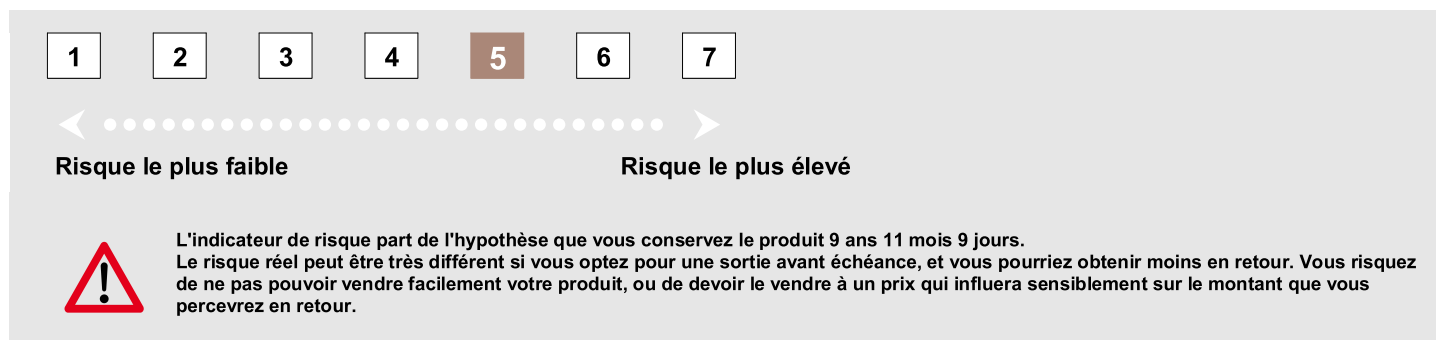 1 2 3 4 5 6 7
Risque le plus faible Risque le plus élevé
L'indicateur de risque part de l'hypothèse que vous conservez le produit 9 ans 11 mois 9 jours.
Le risque réel peut être très différent si vous optez pour une sortie avant échéance, et vous pourriez obtenir moins en retour. Vous risquez
de ne pas pouvoir vendre facilement votre produit, ou de devoir le vendre à un prix qui influera sensiblement sur le montant que vous
percevrez en retour.